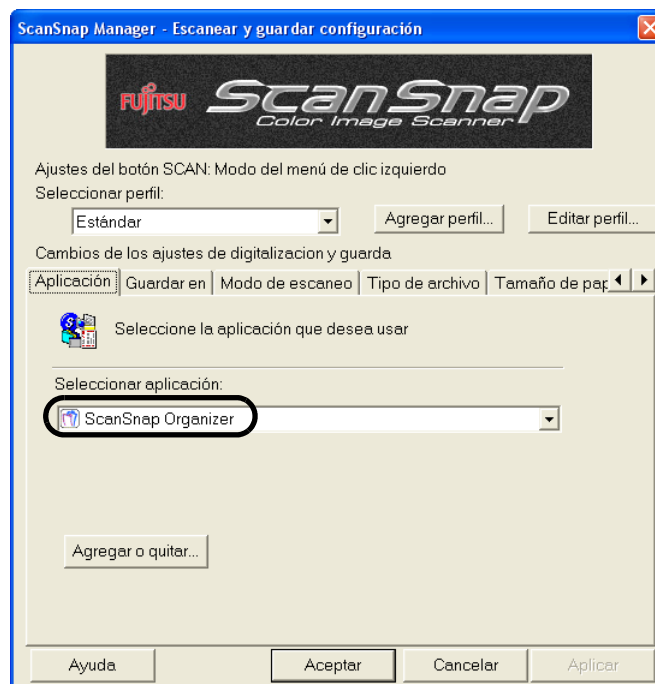 ScanSnap Manager - Escanear y guardar configuración
FUJITSU ScanSnap
Color Image Scanner
Ajustes del botón SCAN: Modo del menú de clic izquierdo
Seleccionar perfil:
Estándar Agregar perfil... Editar perfil...
Cambios de los ajustes de digitalizacion y guarda
Aplicación Guardar en Modo de escaneo Tipo de archivo Tamaño de pap
Seleccione la aplicación que desea usar
Seleccionar aplicación:
ScanSnap Organizer
Agregar o quitar...
Ayuda Aceptar Cancelar Aplicar